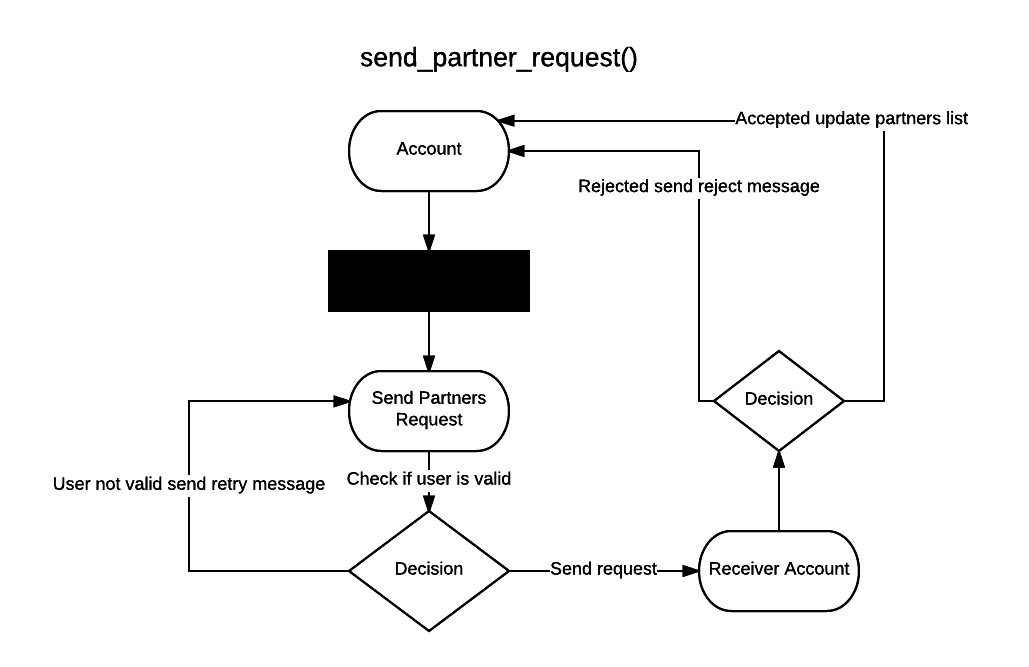 send_partner_request()
Accepted update partners list
Account
Rejected send reject message
Send Partners
Request
Decision
User not valid send retry message
Check if user is valid
Decision
Send request
Receiver Account